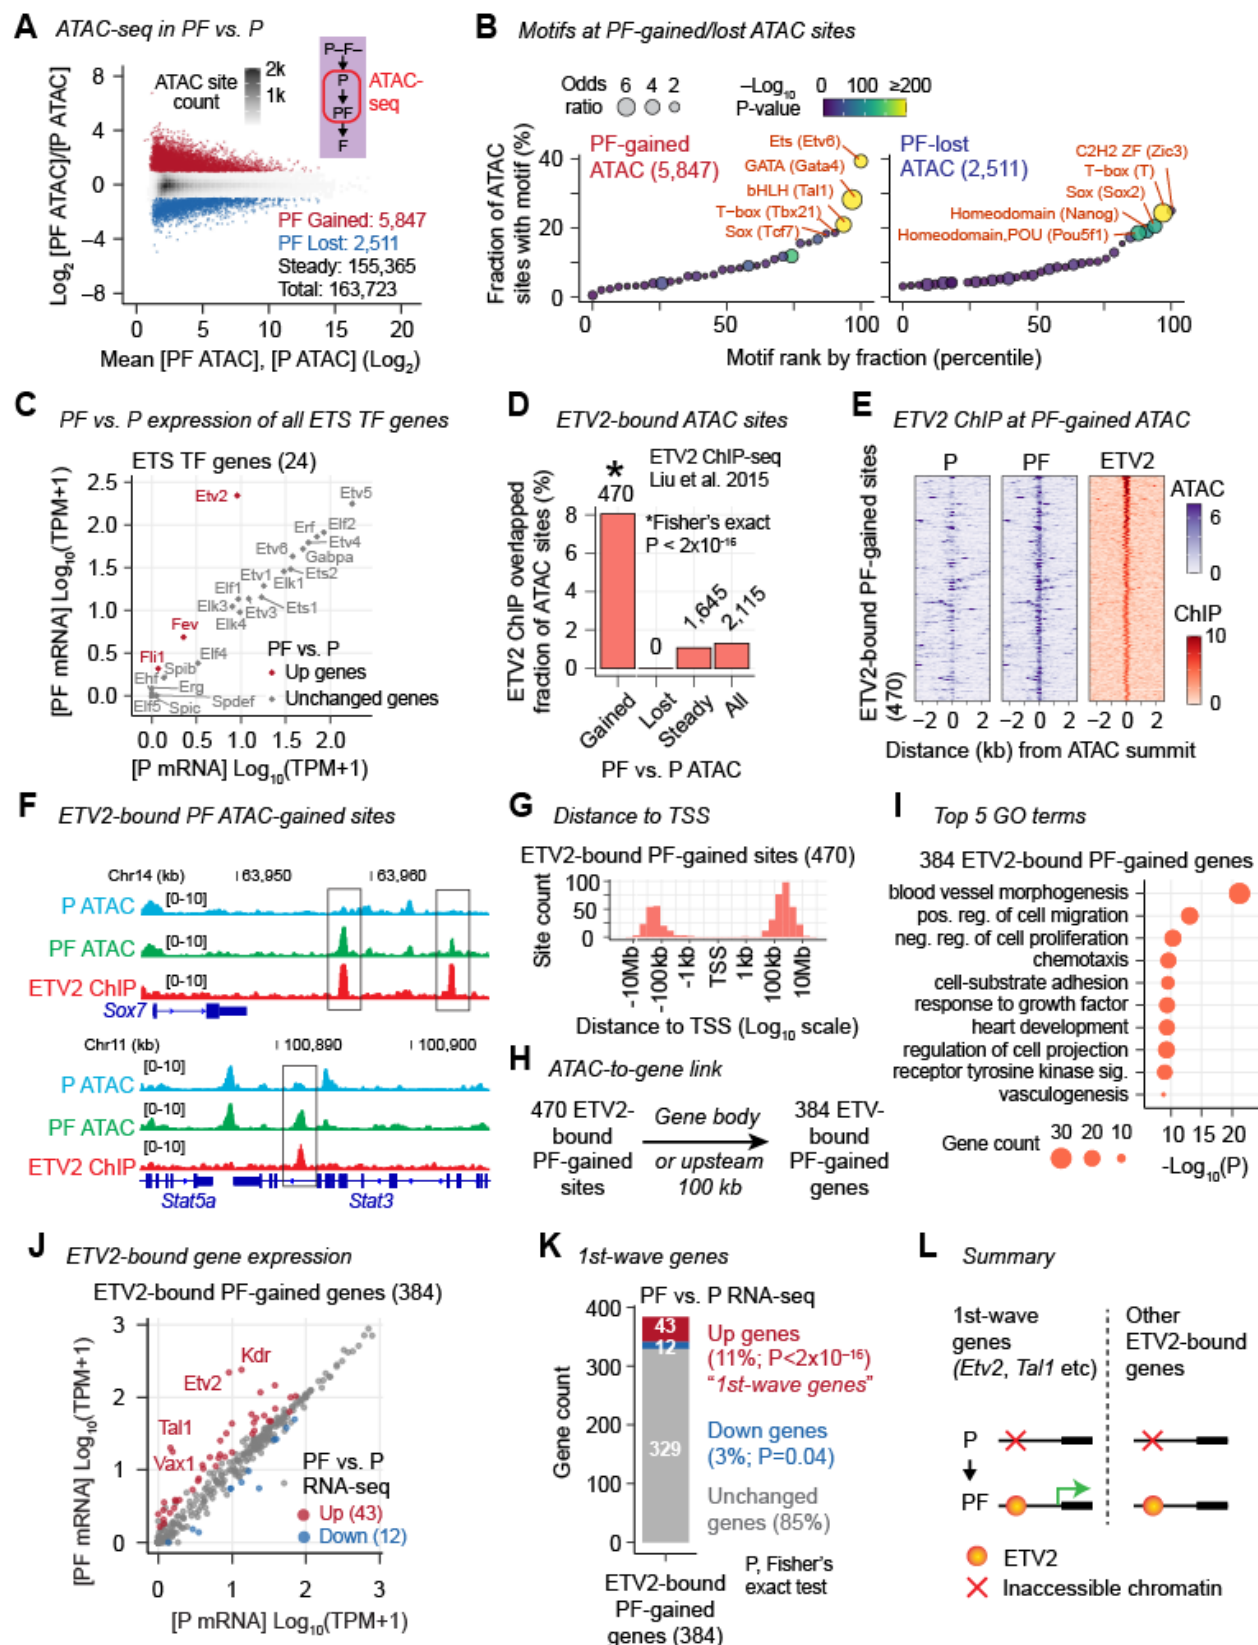 A ATAC-seq in PF vs. P
Log2 [PF ATAC]/[P ATAC]
8
4
0
−4
−8
ATAC site
count
2k
1k
P–F–
P
PF
F
ATAC-
seq
PF Gained: 5,847
PF Lost: 2,511
Steady: 155,365
Total: 163,723
0 5 10 15 20
Mean [PF ATAC], [P ATAC] (Log2)
B Motifs at PF-gained/lost ATAC sites
Odds
ratio
6 4 2
−Log10
P-value
0 100 ≥200
Fraction of ATAC
sites with motif (%)
40
20
0
PF-gained
ATAC (5,847)
Ets (Etv6)
GATA (Gata4)
bHLH (Tal1)
T-box (Tbx21)
Sox (Tcf7)
PF-lost
ATAC (2,511)
C2H2 ZF (Zic3)
T-box (T)
Sox (Sox2)
Homeodomain (Nanog)
Homeodomain,POU (Pou5f1)
0 50 100 0 50 100
Motif rank by fraction (percentile)
C PF vs. P expression of all ETS TF genes
ETS TF genes (24)
[PF mRNA] Log10(TPM+1)
2.5
2.0
1.5
1.0
0.5
0.0
Etv2
Etv5
Erf
Elf2
Etv4
Etv6
Gabpa
Etv1
Elk1
Ets2
Elf1
Elk3
Etv3
Ets1
Elk4
Fev
Elf4
Fli1
Spib
Ehf
Erg
Spdef
Elf5
Spic
PF vs. P
Up genes
Unchanged genes
0.0 0.5 1.0 1.5 2.0
[P mRNA] Log10(TPM+1)
D ETV2-bound ATAC sites
ETV2 ChIP overlapped
fraction of ATAC sites (%)
8
6
4
2
0
*
470
0
1,645
2,115
ETV2 ChIP-seq
Liu et al. 2015
*Fisher's exact
P < 2x10−16
Gained
Lost
Steady
All
PF vs. P ATAC
E ETV2 ChIP at PF-gained ATAC
ETV2-bound PF-gained sites
(470)
P PF ETV2
ATAC
6
0
ChIP
10
0
−2 0 2 −2 0 2 −2 0 2
Distance (kb) from ATAC summit
F ETV2-bound PF ATAC-gained sites
Chr14 (kb) 63,950 63,960
P ATAC [0-10]
PF ATAC [0-10]
ETV2 ChIP [0-10]
Sox7
Chr11 (kb) 100,890 100,900
P ATAC [0-10]
PF ATAC [0-10]
ETV2 ChIP [0-10]
Stat5a Stat3
G Distance to TSS
ETV2-bound PF-gained sites (470)
Site count
100
50
0
−10Mb
−100kb
−1kb
TSS
1kb
100kb
10Mb
Distance to TSS (Log10 scale)
H ATAC-to-gene link
470 ETV2-
bound
PF-gained
sites
Gene body
or upsteam
100 kb
384 ETV-
bound
PF-gained
genes
I Top 5 GO terms
384 ETV2-bound PF-gained genes
blood vessel morphogenesis
pos. reg. of cell migration
neg. reg. of cell proliferation
chemotaxis
cell-substrate adhesion
response to growth factor
heart development
regulation of cell projection
receptor tyrosine kinase sig.
vasculogenesis
Gene count
30 20 10
10 15 20
-Log10(P)
J ETV2-bound gene expression
ETV2-bound PF-gained genes (384)
[PF mRNA] Log10(TPM+1)
3
2
1
0
Kdr
Etv2
Tal1
Vax1
PF vs. P
RNA-seq
Up (43)
Down (12)
0 1 2 3
[P mRNA] Log10(TPM+1)
K 1st-wave genes
PF vs. P RNA-seq
Gene count
400
300
200
100
0
43
12
329
Up genes
(11%; P<2x10−16)
"1st-wave genes"
Down genes
(3%; P=0.04)
Unchanged
genes (85%)
P, Fisher's
exact test
ETV2-bound
PF-gained
genes (384)
L Summary
1st-wave
genes
(Etv2, Tal1 etc)
Other
ETV2-bound
genes
P
PF
ETV2
Inaccessible chromatin